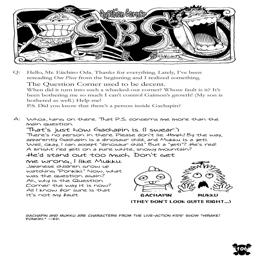 SBS
Q: Hello, Mr. Eiichiro Oda. Thanks for everything. Lately, I've been
rereading One Piece from the beginning and I realized something.
The Question Corner used to be decent.
When did it turn into such a whacked-out corner? Whose fault is it? It's
been bothering me so much I can't control Gaimon's growth! (My son is
bothered as well.) Help me!
P.S. Did you know that there's a person inside Gachapin?
A: Whoa, hang on there. That P.S. concerns me more than the
main question.
That's just how Gachapin is. (I swear.)
There's no person in there. Please don't be afraid! By the way,
apparently Gachapin is a dinosaur child, and Mukku is a yeti.
Well, okay, I can accept "dinosaur child." But a "yeti?" He's red!
A bright red yeti on a pure white, snowy mountain?
He'd stand out too much. Don't get
me wrong, I like Mukku.
Japanese children grow up
watching "Ponkiki." Now, what
was the question again?
Ah, why is the Question
Corner the way it is now?
All I know for sure is that
it's not my fault.
GACHAPIN
MUKKU
(THEY DON'T LOOK QUITE RIGHT...)
GACHAPIN AND MUKKU ARE CHARACTERS FROM THE LIVE-ACTION KIDS' SHOW "HIRAKE!
PONKIKI." -ED.